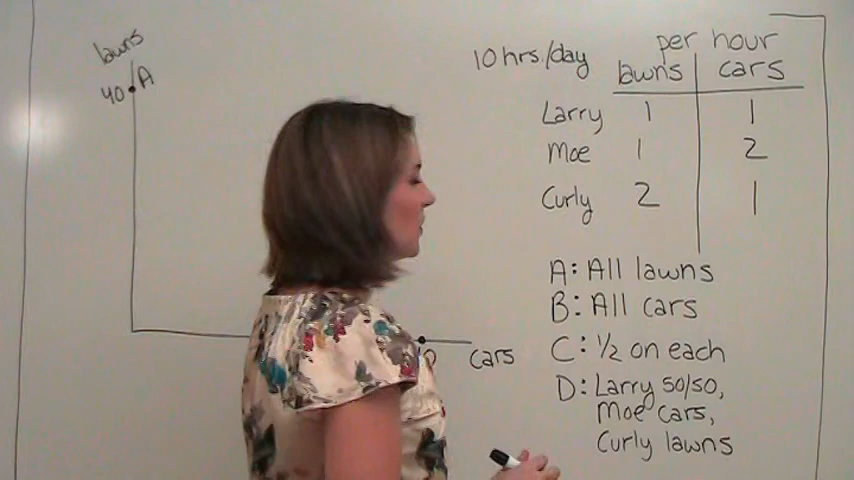 lawns
40 A
cars
10 hrs./day
per hour
lawns cars
Larry 1 1
Moe 1 2
Curly 2 1
A: All lawns
B: All cars
C: 1/2 on each
D: Larry 50/50,
Moe cars,
Curly lawns